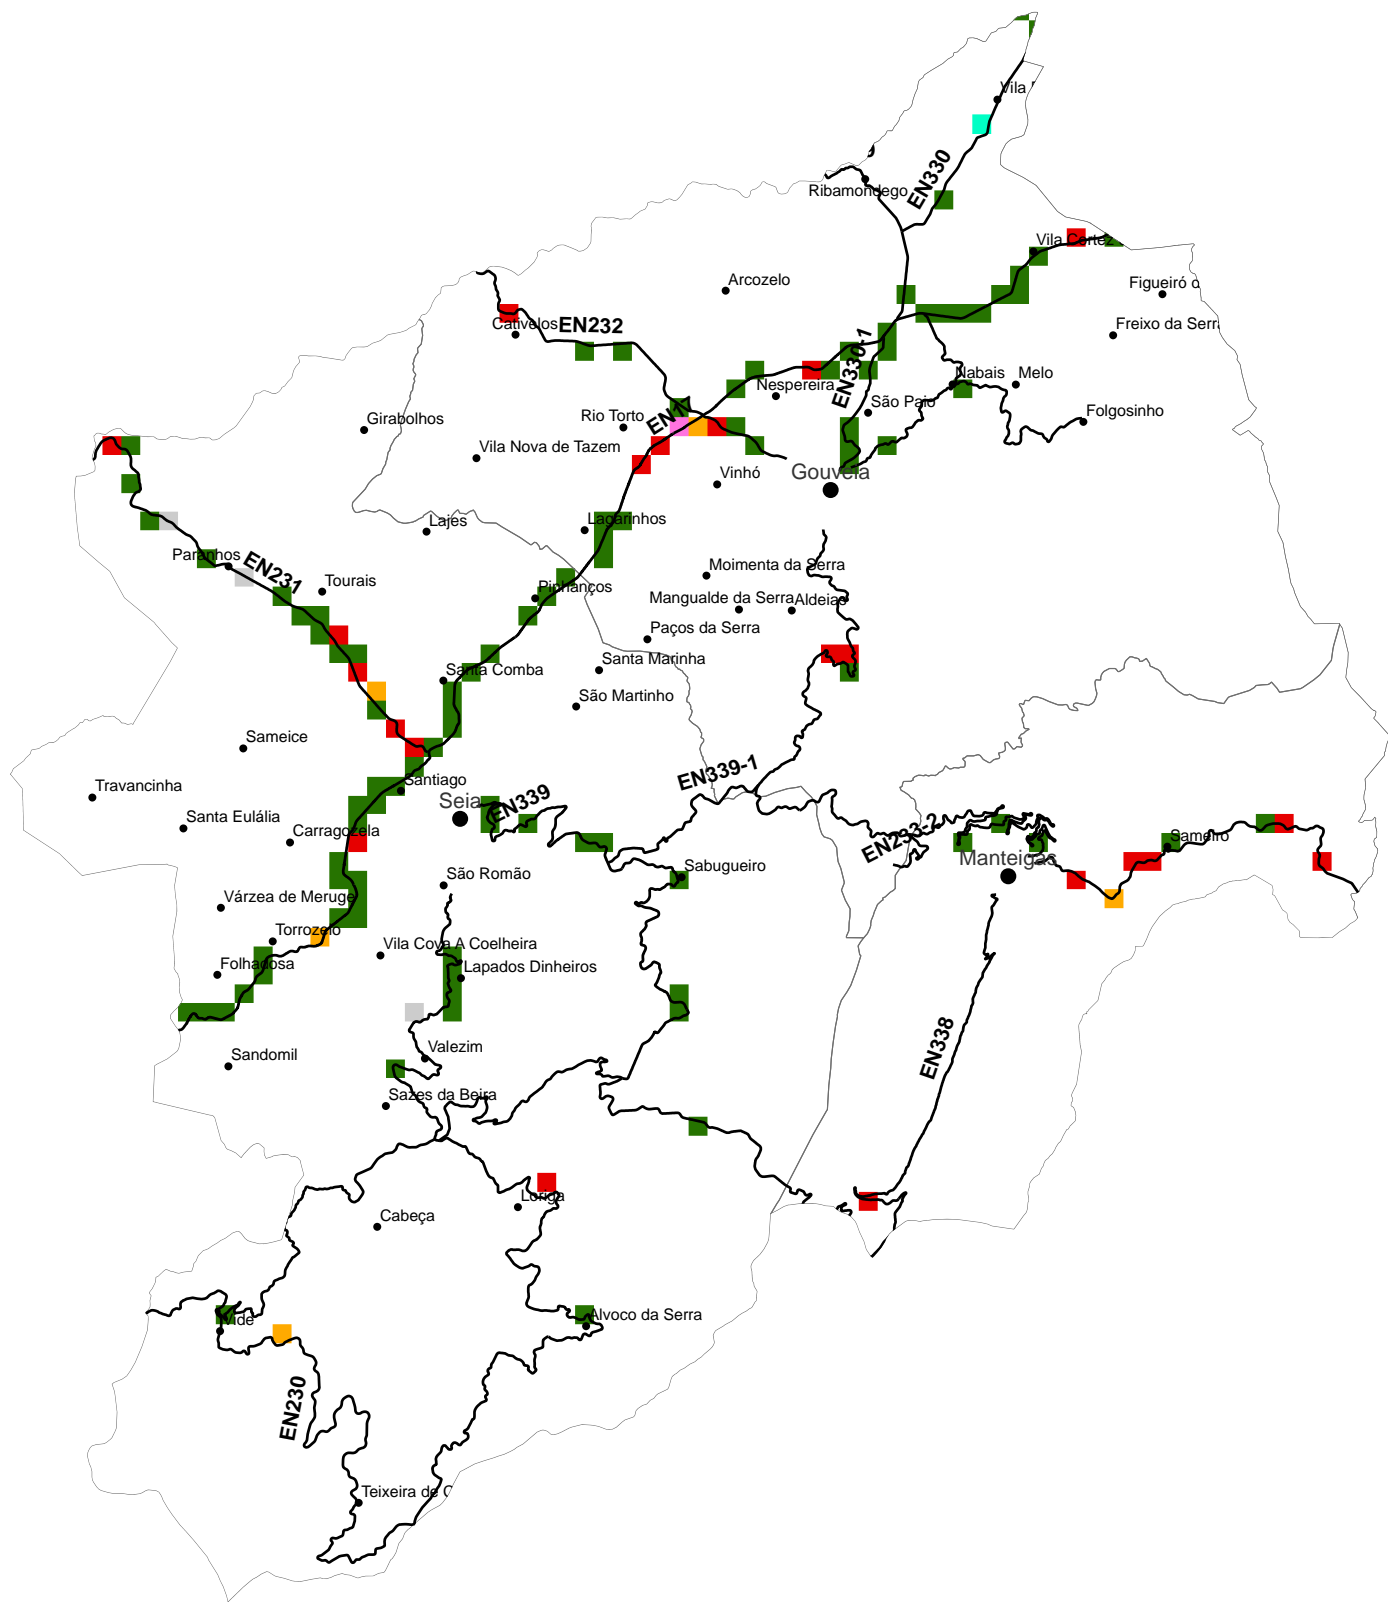 Vila
EN330
Ribamondego
Vila Cortez
Arcozelo
Figueiró
Cativelos
EN232
Freixo da Serra
EN330-1
Nabais
Melo
Nespereira
São Paio
Folgosinho
Girabolhos
Rio Torto
EN17
Vila Nova de Tazem
Vinhó
Gouveia
Lajes
Lagarinhos
Paranhos
EN231
Tourais
Pinhanços
Moimenta da Serra
Mangualde da Serra
Aldeias
Paços da Serra
Santa Marinha
Santa Comba
São Martinho
Sameice
Travancinha
Santiago
EN339-1
Seia
EN339
Santa Eulália
Carragozela
EN233-2
Sameiro
Manteigas
Sabugueiro
São Romão
Várzea de Meruge
Torrozelo
Vila Cova A Coelheira
Folhadosa
Lapados Dinheiros
Sandomil
Valezim
EN338
Sazes da Beira
Loriga
Cabeça
Vide
Alvoco da Serra
EN230
Teixeira de